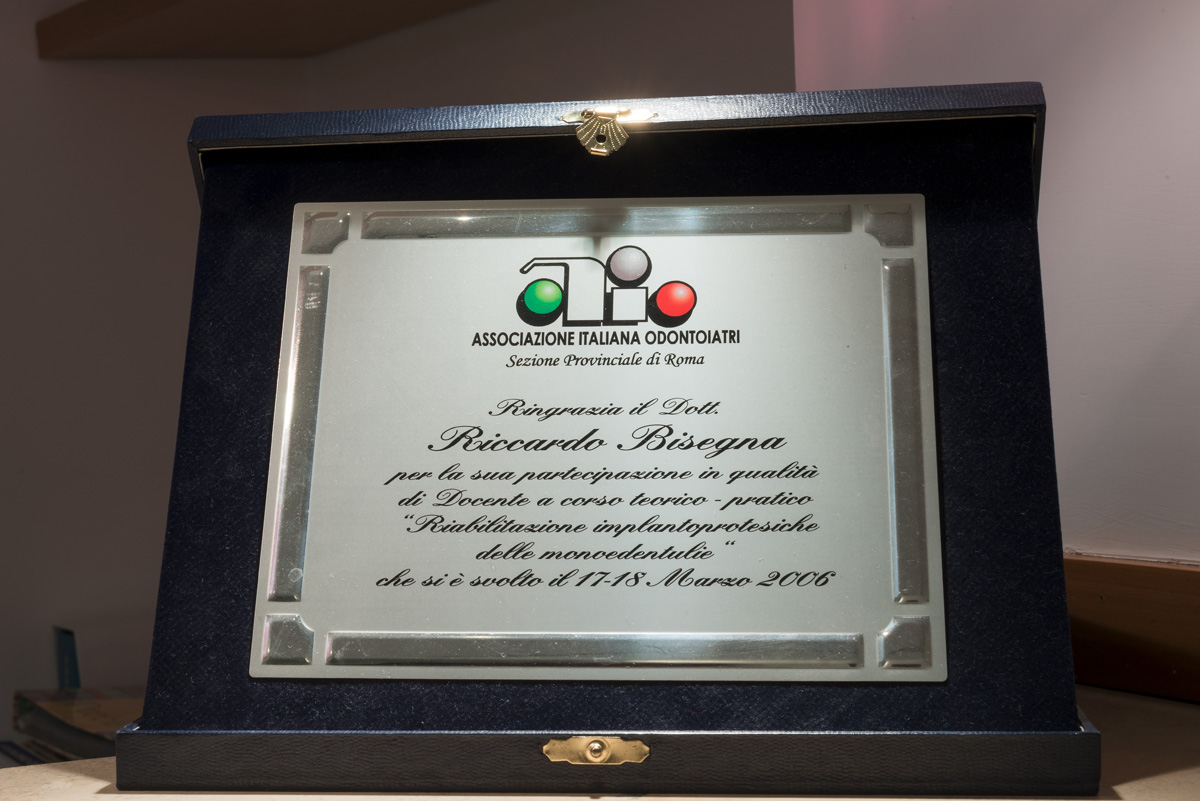 aio
ASSOCIAZIONE ITALIANA ODONTOIATRI
Sezione Provinciale di Roma
Ringrazia il Dott.
Riccardo Bisegna
per la sua partecipazione in qualità
di Docente a corso teorico - pratico
"Riabilitazione implantoprotesiche
delle monoedentulie "
che si è svolto il 17-18 Marzo 2006